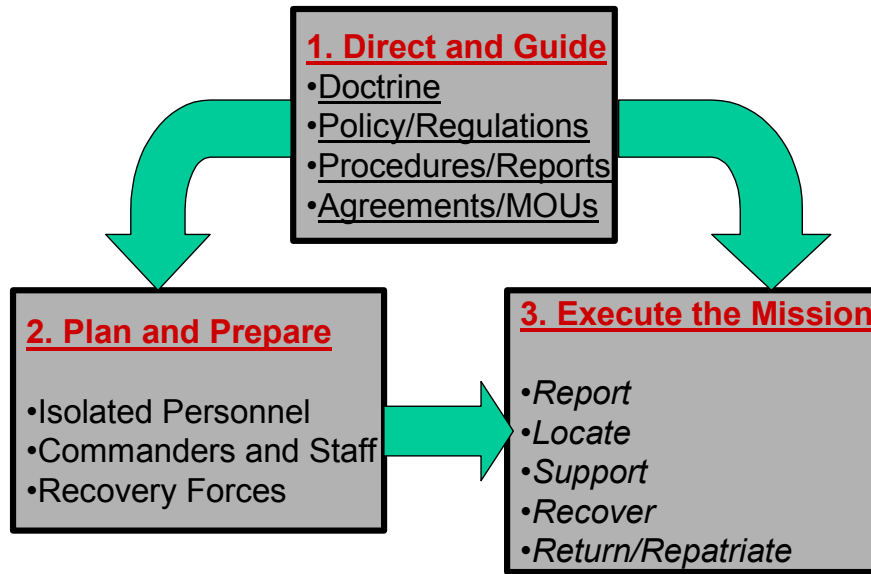 1. Direct and Guide
•Doctrine
•Policy/Regulations
•Procedures/Reports
•Agreements/MOUs
2. Plan and Prepare
•Isolated Personnel
•Commanders and Staff
•Recovery Forces
3. Execute the Mission
•Report
•Locate
•Support
•Recover
•Return/Repatriate